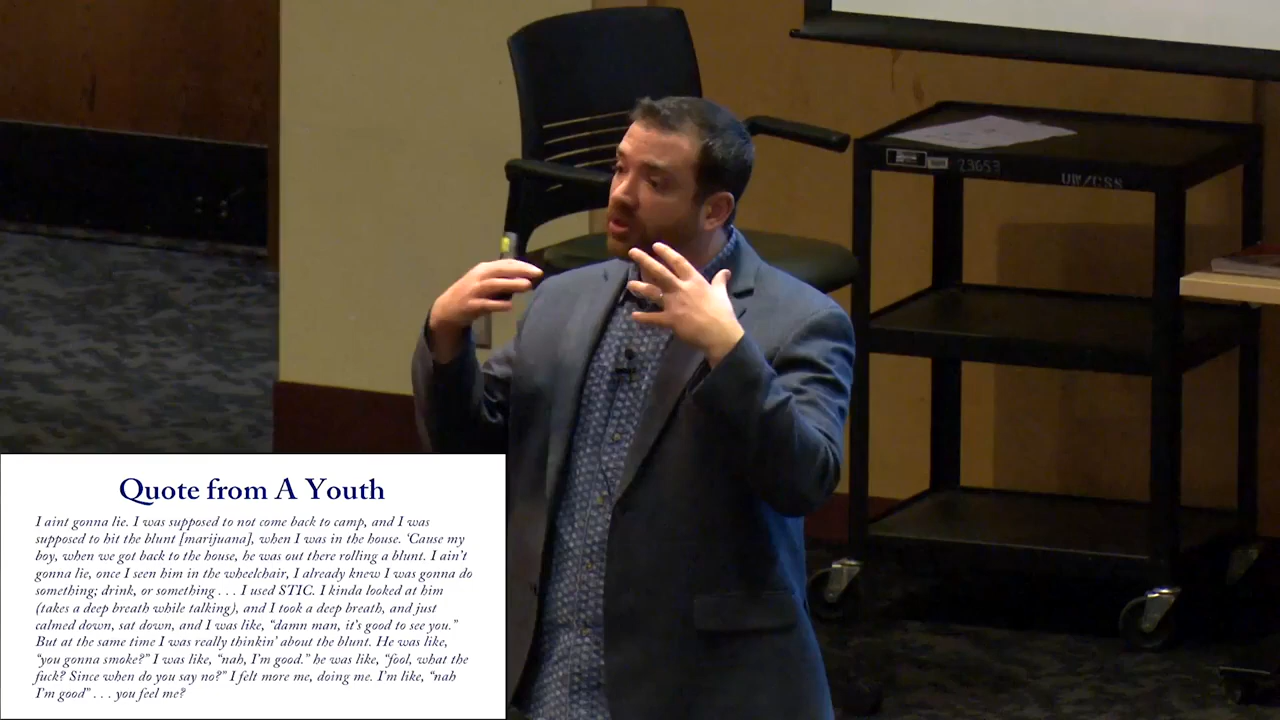 23653
UW/CSS
Quote from A Youth
I aint gonna lie. I was supposed to not come back to camp, and I was
supposed to hit the blunt [marijuana], when I was in the house. ‘Cause my
boy, when we got back to the house, he was out there rolling a blunt. I ain’t
gonna lie, once I seen him in the wheelchair, I already knew I was gonna do
something; drink, or something . . . I used STIC. I kinda looked at him
(takes a deep breath while talking), and I took a deep breath, and just
calmed down, sat down, and I was like, “damn man, it’s good to see you.”
But at the same time I was really thinkin’ about the blunt. He was like,
“you gonna smoke?” I was like, “nah, I’m good.” he was like, “fool, what the
fuck? Since when do you say no?” I felt more me, doing me. I’m like, “nah
I’m good” . . . you feel me?